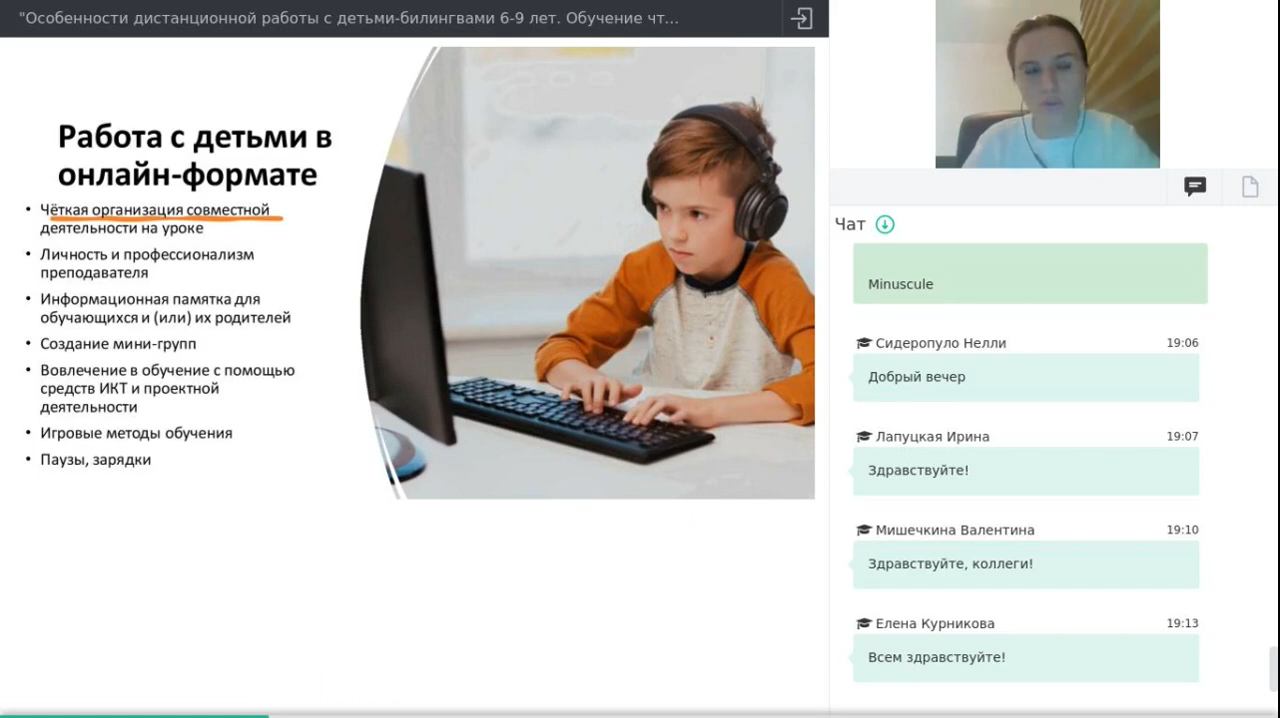 "Особенности дистанционной работы с детьми-билингвами 6-9 лет. Обучение чт...
Работа с детьми в
онлайн-формате
• Чёткая организация совместной
деятельности на уроке
• Личность и профессионализм
преподавателя
• Информационная памятка для
обучающихся и (или) их родителей
• Создание мини-групп
• Вовлечение в обучение с помощью
средств ИКТ и проектной
деятельности
• Игровые методы обучения
• Паузы, зарядки
Чат
Minuscule
Сидеропуло Нелли 19:06
Добрый вечер
Лапуцкая Ирина 19:07
Здравствуйте!
Мишечкина Валентина 19:10
Здравствуйте, коллеги!
Елена Курникова 19:13
Всем здравствуйте!